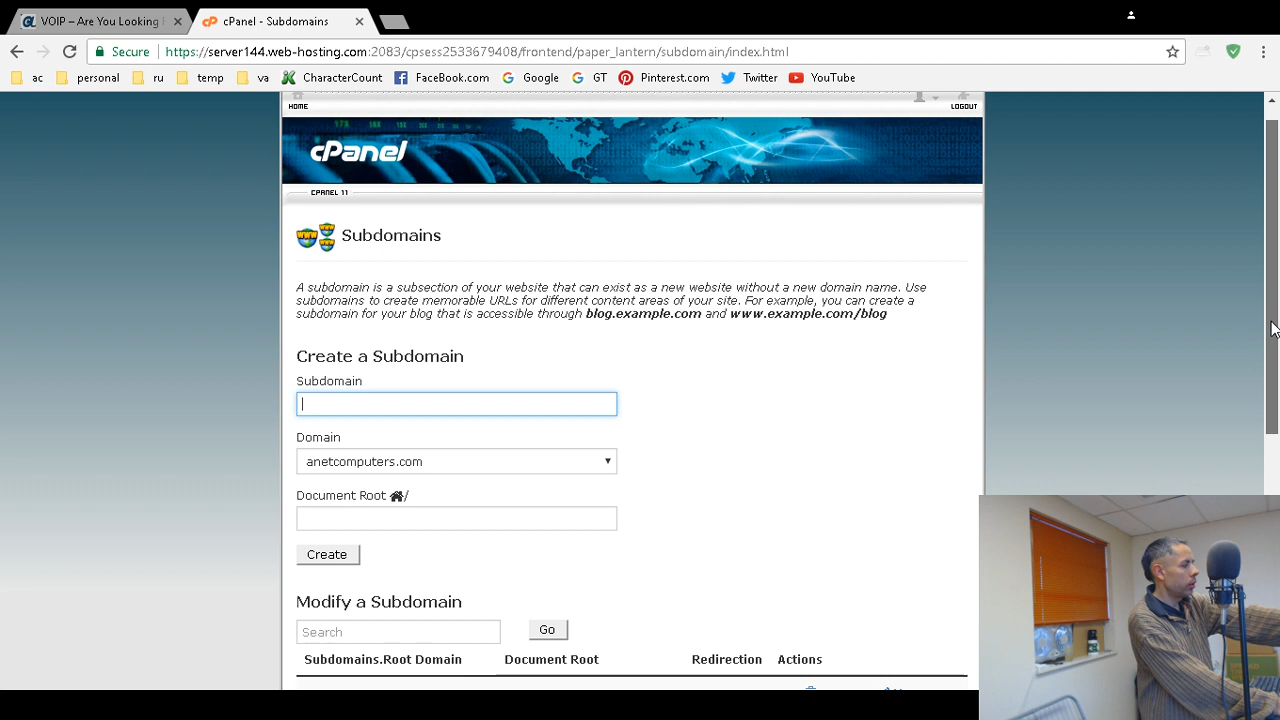 VOIP – Are You Looking
cPanel - Subdomains
Secure
https://server144.web-hosting.com:2083/cpsess2533679408/frontend/paper_lantern/subdomain/index.html
ac
personal
ru
temp
va
CharacterCount
FaceBook.com
Google
GT
Pinterest.com
Twitter
YouTube
HOME
LOGOUT
cPanel
CPANEL 11
Subdomains
A subdomain is a subsection of your website that can exist as a new website without a new domain name. Use
subdomains to create memorable URLs for different content areas of your site. For example, you can create a
subdomain for your blog that is accessible through blog.example.com and www.example.com/blog
Create a Subdomain
Subdomain
Domain
anetcomputers.com
Document Root /
Create
Modify a Subdomain
Search
Go
Subdomains.Root Domain
Document Root
Redirection
Actions